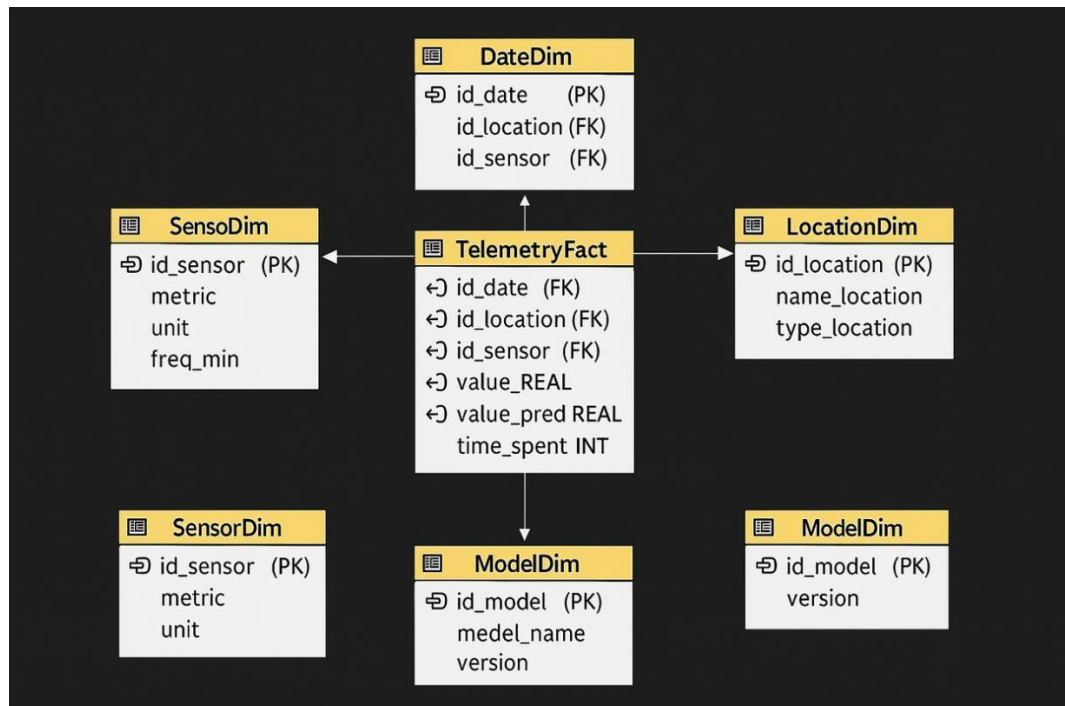 DateDim
id_date (PK)
id_location (FK)
id_sensor (FK)
SensoDim
id_sensor (PK)
metric
unit
freq_min
TelemetryFact
id_date (FK)
id_location (FK)
id_sensor (FK)
value_REAL
value_pred REAL
time_spent INT
LocationDim
id_location (PK)
name_location
type_location
SensorDim
id_sensor (PK)
metric
unit
ModelDim
id_model (PK)
medel_name
version
ModelDim
id_model (PK)
version